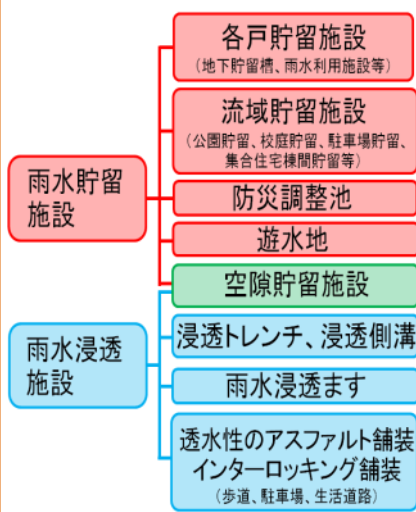 各戸貯留施設
（地下貯留槽、雨水利用施設等）
流域貯留施設
（公園貯留、校庭貯留、駐車場貯留、
集合住宅棟間貯留等）
雨水貯留
施設
防災調整池
遊水地
空隙貯留施設
雨水浸透
施設
浸透トレンチ、浸透側溝
雨水浸透ます
透水性のアスファルト舗装
インターロッキング舗装
（歩道、駐車場、生活道路）